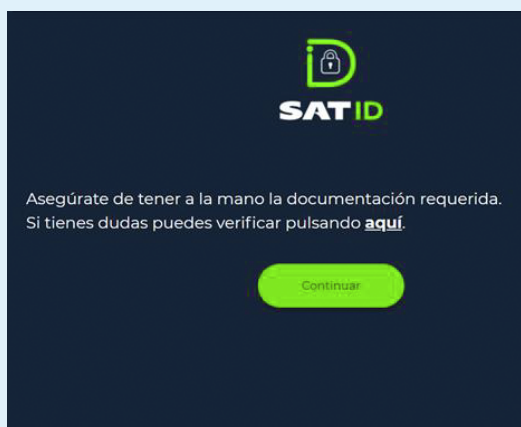 SATID
Asegúrate de tener a la mano la documentación requerida.
Si tienes dudas puedes verificar pulsando aquí.
Continuar